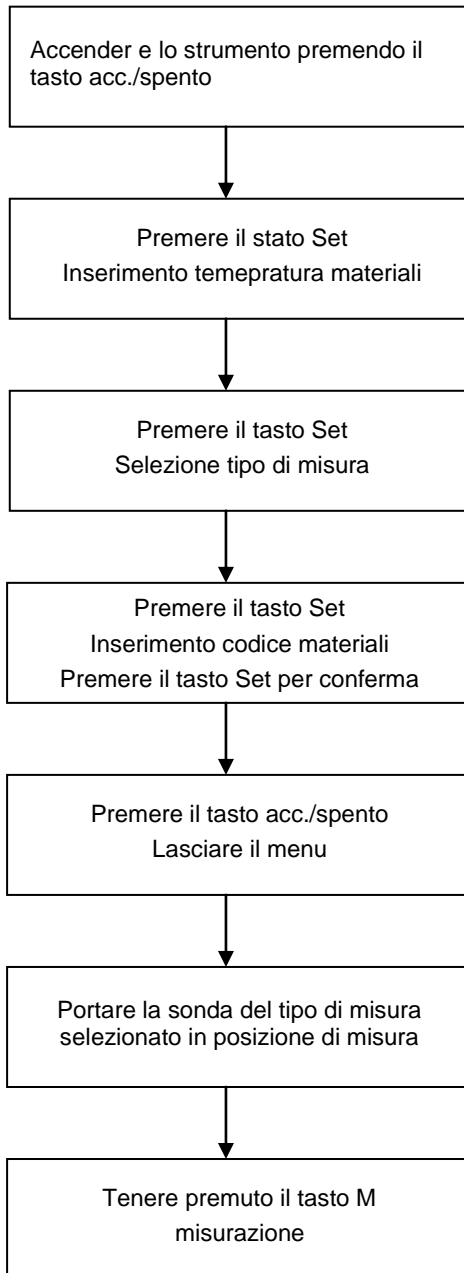 Accender e lo strumento premendo il
tasto acc./spento
Premere il stato Set
Inserimento temepratura materiali
Premere il tasto Set
Selezione tipo di misura
Premere il tasto Set
Inserimento codice materiali
Premere il tasto Set per conferma
Premere il tasto acc./spento
Lasciare il menu
Portare la sonda del tipo di misura
selezionato in posizione di misura
Tenere premuto il tasto M
misurazione